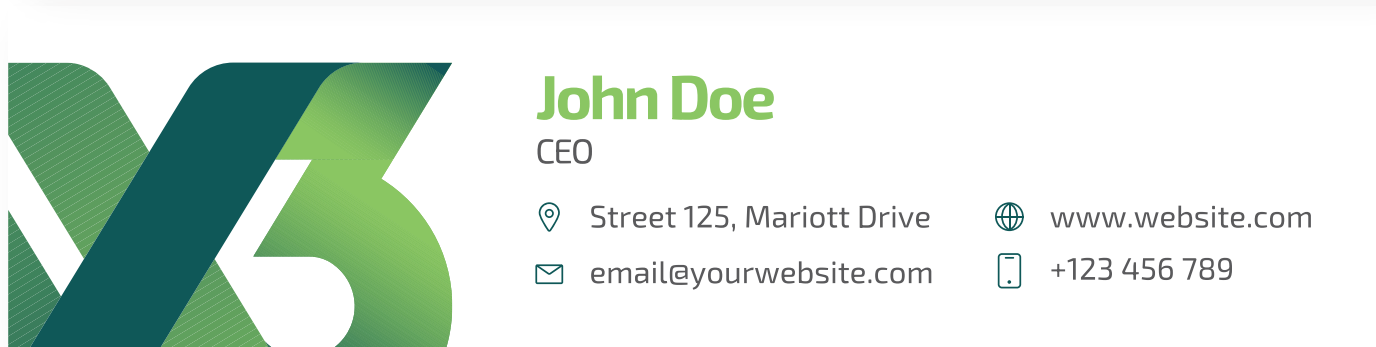 John Doe
CEO
Street 125, Mariott Drive
email@yourwebsite.com
www.website.com
+123 456 789